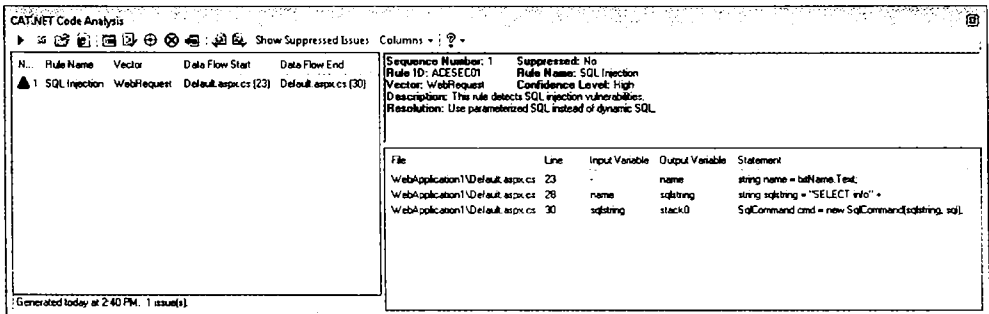 CAT.NET Code Analysis
Show Suppressed Issues Columns
N... Rule Name Vector Data Flow Start Data Flow End
1 SQL Injection WebRequest Default.aspx.cs (23) Default.aspx.cs (30)
Generated today at 2:40 PM. 1 issue(s).
Sequence Number: 1 Suppressed: No
Rule ID: ACESEC01 Rule Name: SQL Injection
Vector: WebRequest Confidence Level: High
Description: This rule detects SQL injection vulnerabilities.
Resolution: Use parameterized SQL instead of dynamic SQL.
File Line Input Variable Output Variable Statement
WebApplication1\Default.aspx.cs 23 - name string name = txtName.Text;
WebApplication1\Default.aspx.cs 28 name sqlstring string sqlstring = "SELECT info" +
WebApplication1\Default.aspx.cs 30 sqlstring stack.0 SqlCommand cmd = new SqlCommand(sqlstring, sql).